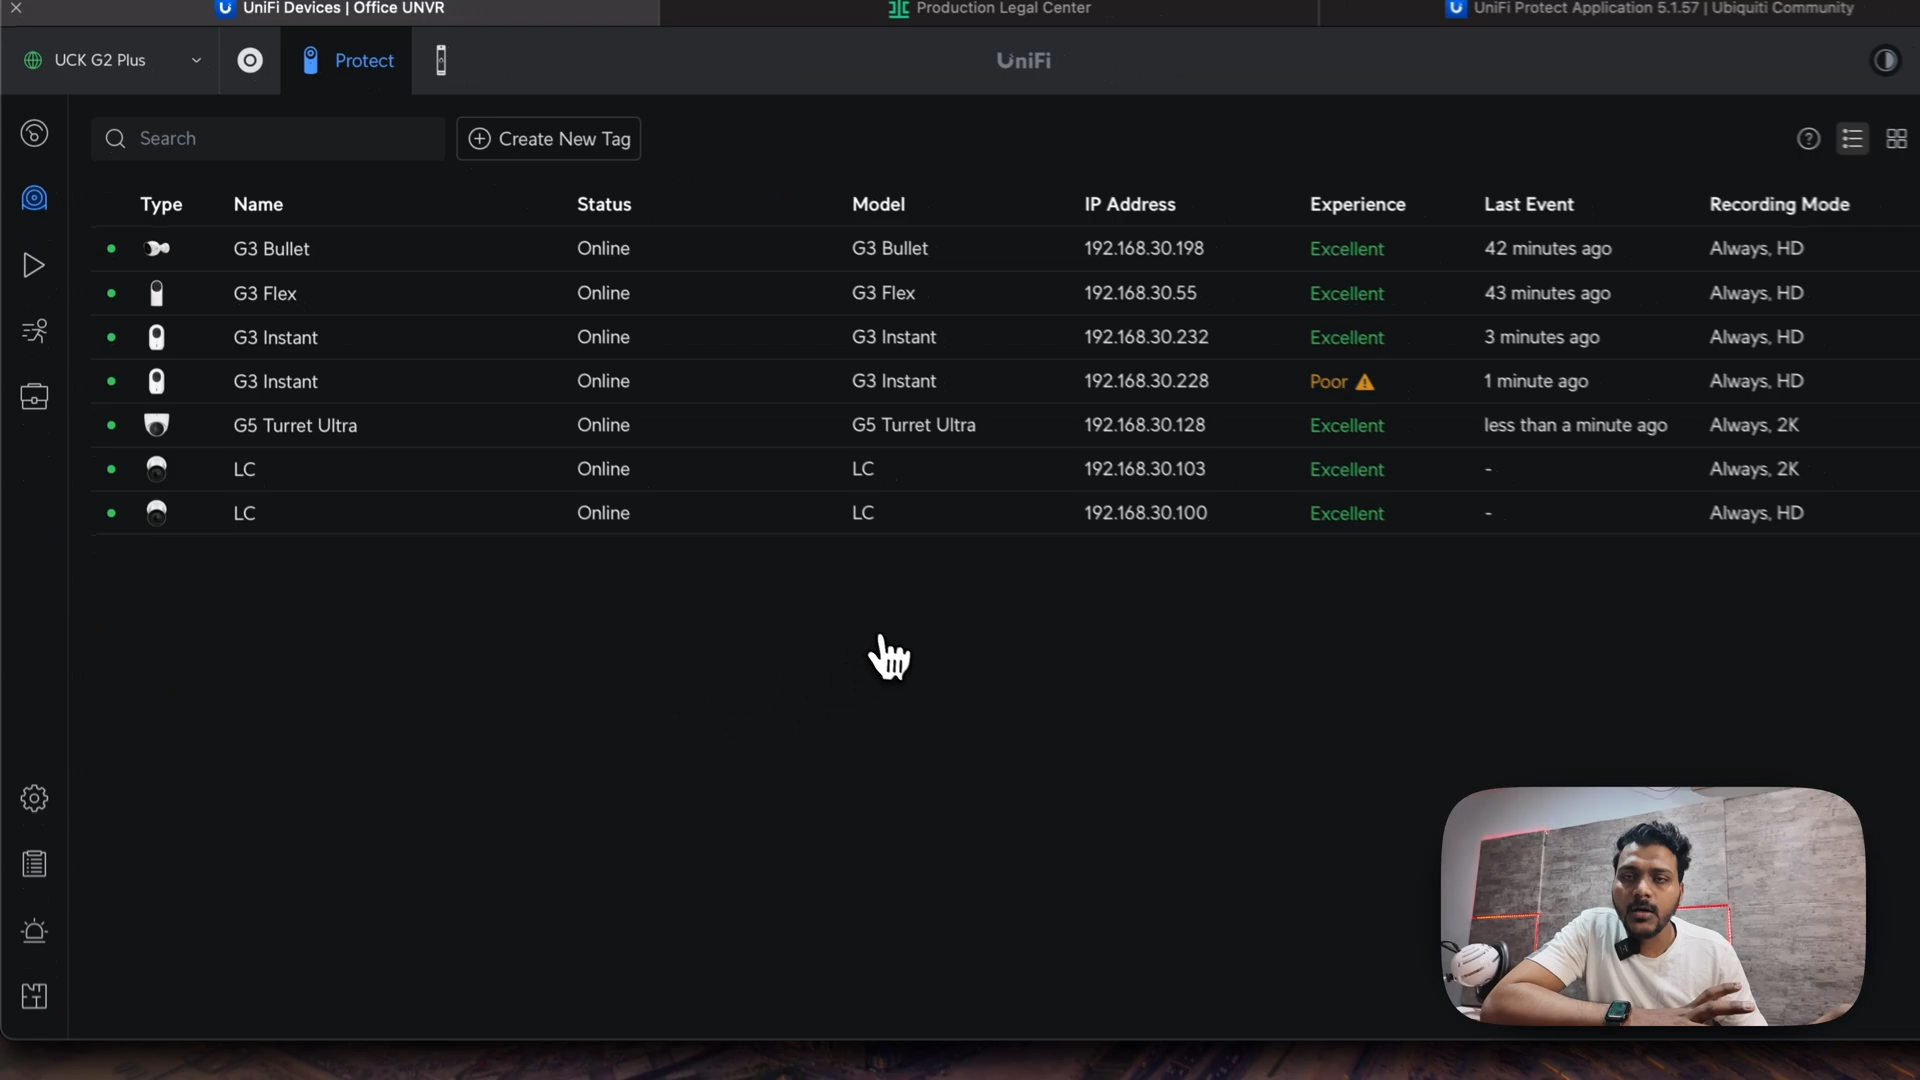 UniFi Devices | Office UNVR
Production Legal Center
UniFi Protect Application 5.1.57 | Ubiquiti Community
UCK G2 Plus
Protect
UniFi
Search
Create New Tag
Type Name Status Model IP Address Experience Last Event Recording Mode
G3 Bullet Online G3 Bullet 192.168.30.198 Excellent 42 minutes ago Always, HD
G3 Flex Online G3 Flex 192.168.30.55 Excellent 43 minutes ago Always, HD
G3 Instant Online G3 Instant 192.168.30.232 Excellent 3 minutes ago Always, HD
G3 Instant Online G3 Instant 192.168.30.228 Poor 1 minute ago Always, HD
G5 Turret Ultra Online G5 Turret Ultra 192.168.30.128 Excellent less than a minute ago Always, 2K
LC Online LC 192.168.30.103 Excellent - Always, 2K
LC Online LC 192.168.30.100 Excellent - Always, HD